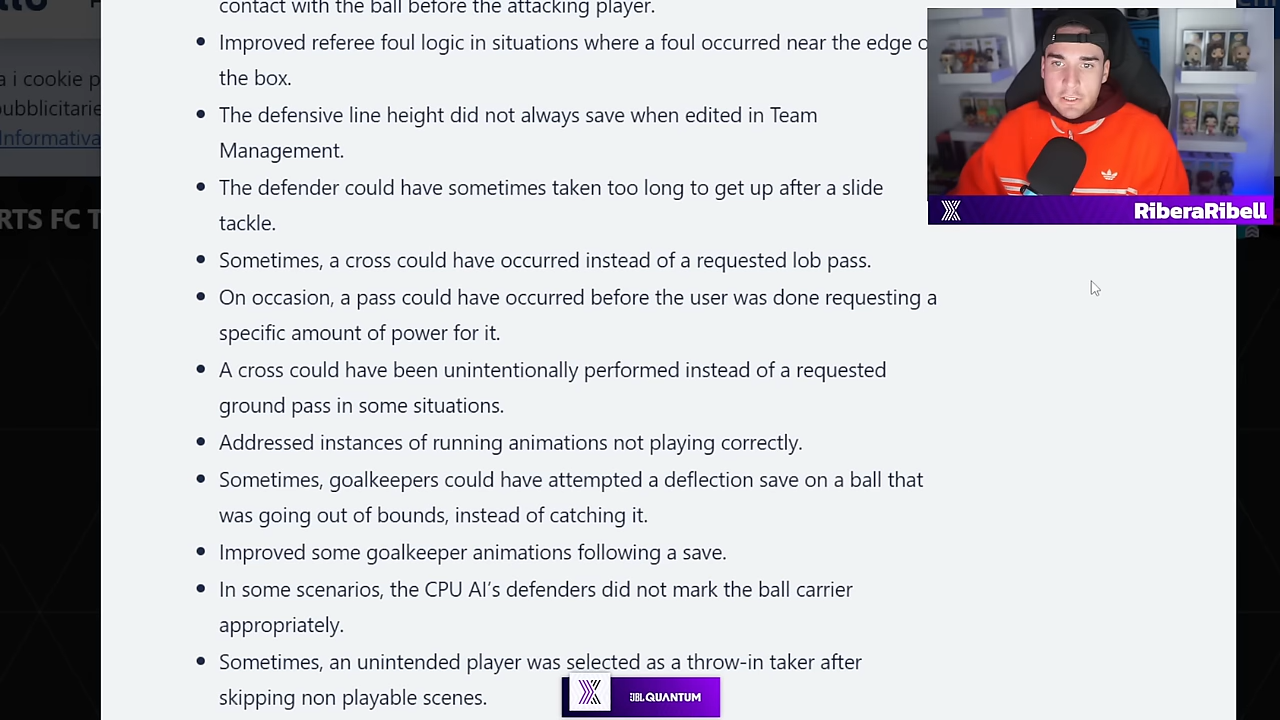 contact with the ball before the attacking player.
Improved referee foul logic in situations where a foul occurred near the edge
the box.
a i cookie p
pubblicitarie
The defensive line height did not always save when edited in Team
Informativa
Management.
The defender could have sometimes taken too long to get up after a slide
RTS FC T
tackle.
RiberaRibell
Sometimes, a cross could have occurred instead of a requested lob pass.
On occasion, a pass could have occurred before the user was done requesting a
specific amount of power for it.
A cross could have been unintentionally performed instead of a requested
ground pass in some situations.
Addressed instances of running animations not playing correctly.
Sometimes, goalkeepers could have attempted a deflection save on a ball that
was going out of bounds, instead of catching it.
Improved some goalkeeper animations following a save.
In some scenarios, the CPU AI’s defenders did not mark the ball carrier
appropriately.
Sometimes, an unintended player was selected as a throw-in taker after
skipping non playable scenes.
JBL QUANTUM